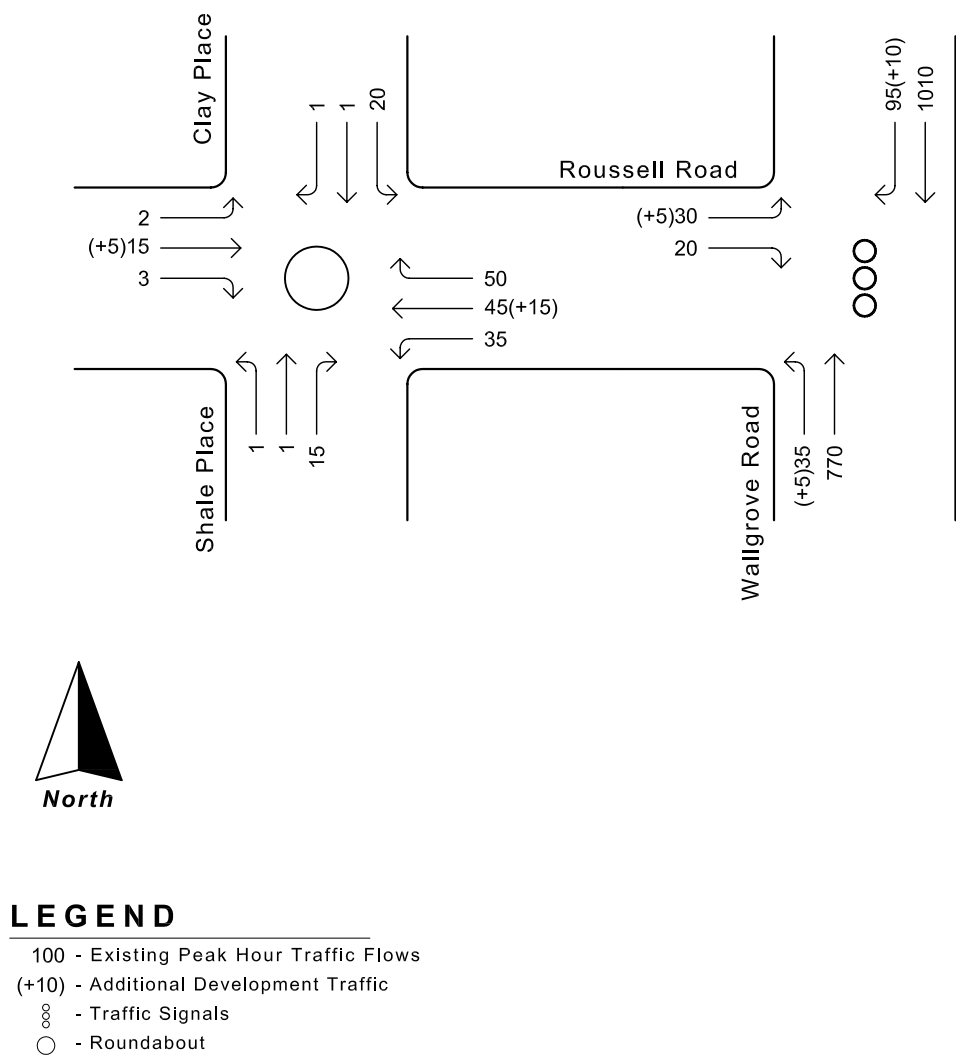 Clay Place
1
1
20
95(+10)
1010
Roussell Road
2
(+5)15
3
(+5)30
20
50
45(+15)
35
1
1
15
(+5)35
770
Shale Place
Wallgrove Road
North
LEGEND
100 - Existing Peak Hour Traffic Flows
(+10) - Additional Development Traffic
- Traffic Signals
- Roundabout